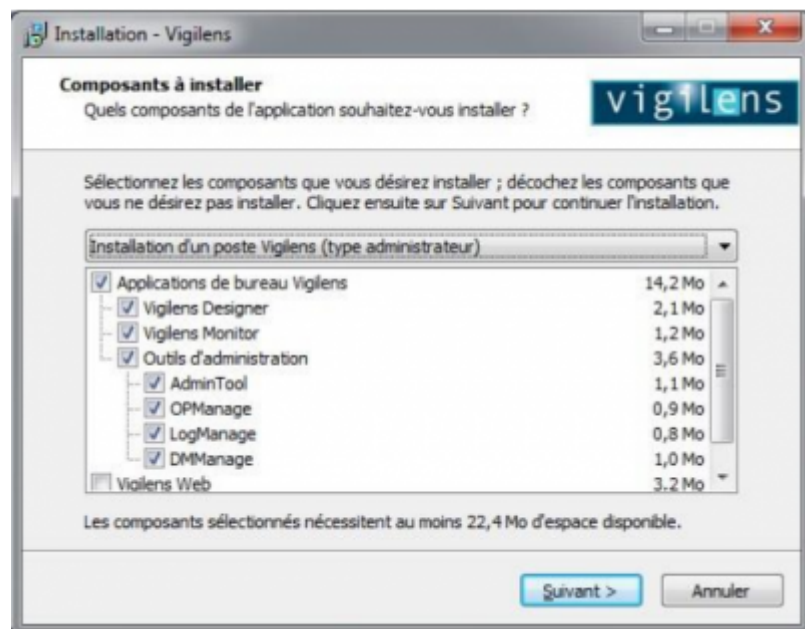 Installation - Vigilens
Composants à installer
Quels composants de l'application souhaitez-vous installer ?
vigilens
Sélectionnez les composants que vous désirez installer ; décochez les composants que
vous ne désirez pas installer. Cliquez ensuite sur Suivant pour continuer l'installation.
Installation d'un poste Vigilens (type administrateur)
Applications de bureau Vigilens 14,2 Mo
Vigilens Designer 2,1 Mo
Vigilens Monitor 1,2 Mo
Outils d'administration 3,6 Mo
AdminTool 1,1 Mo
OPManage 0,9 Mo
LogManage 0,8 Mo
DMManage 1,0 Mo
Vigilens Web 3,2 Mo
Les composants sélectionnés nécessitent au moins 22,4 Mo d'espace disponible.
Suivant >
Annuler